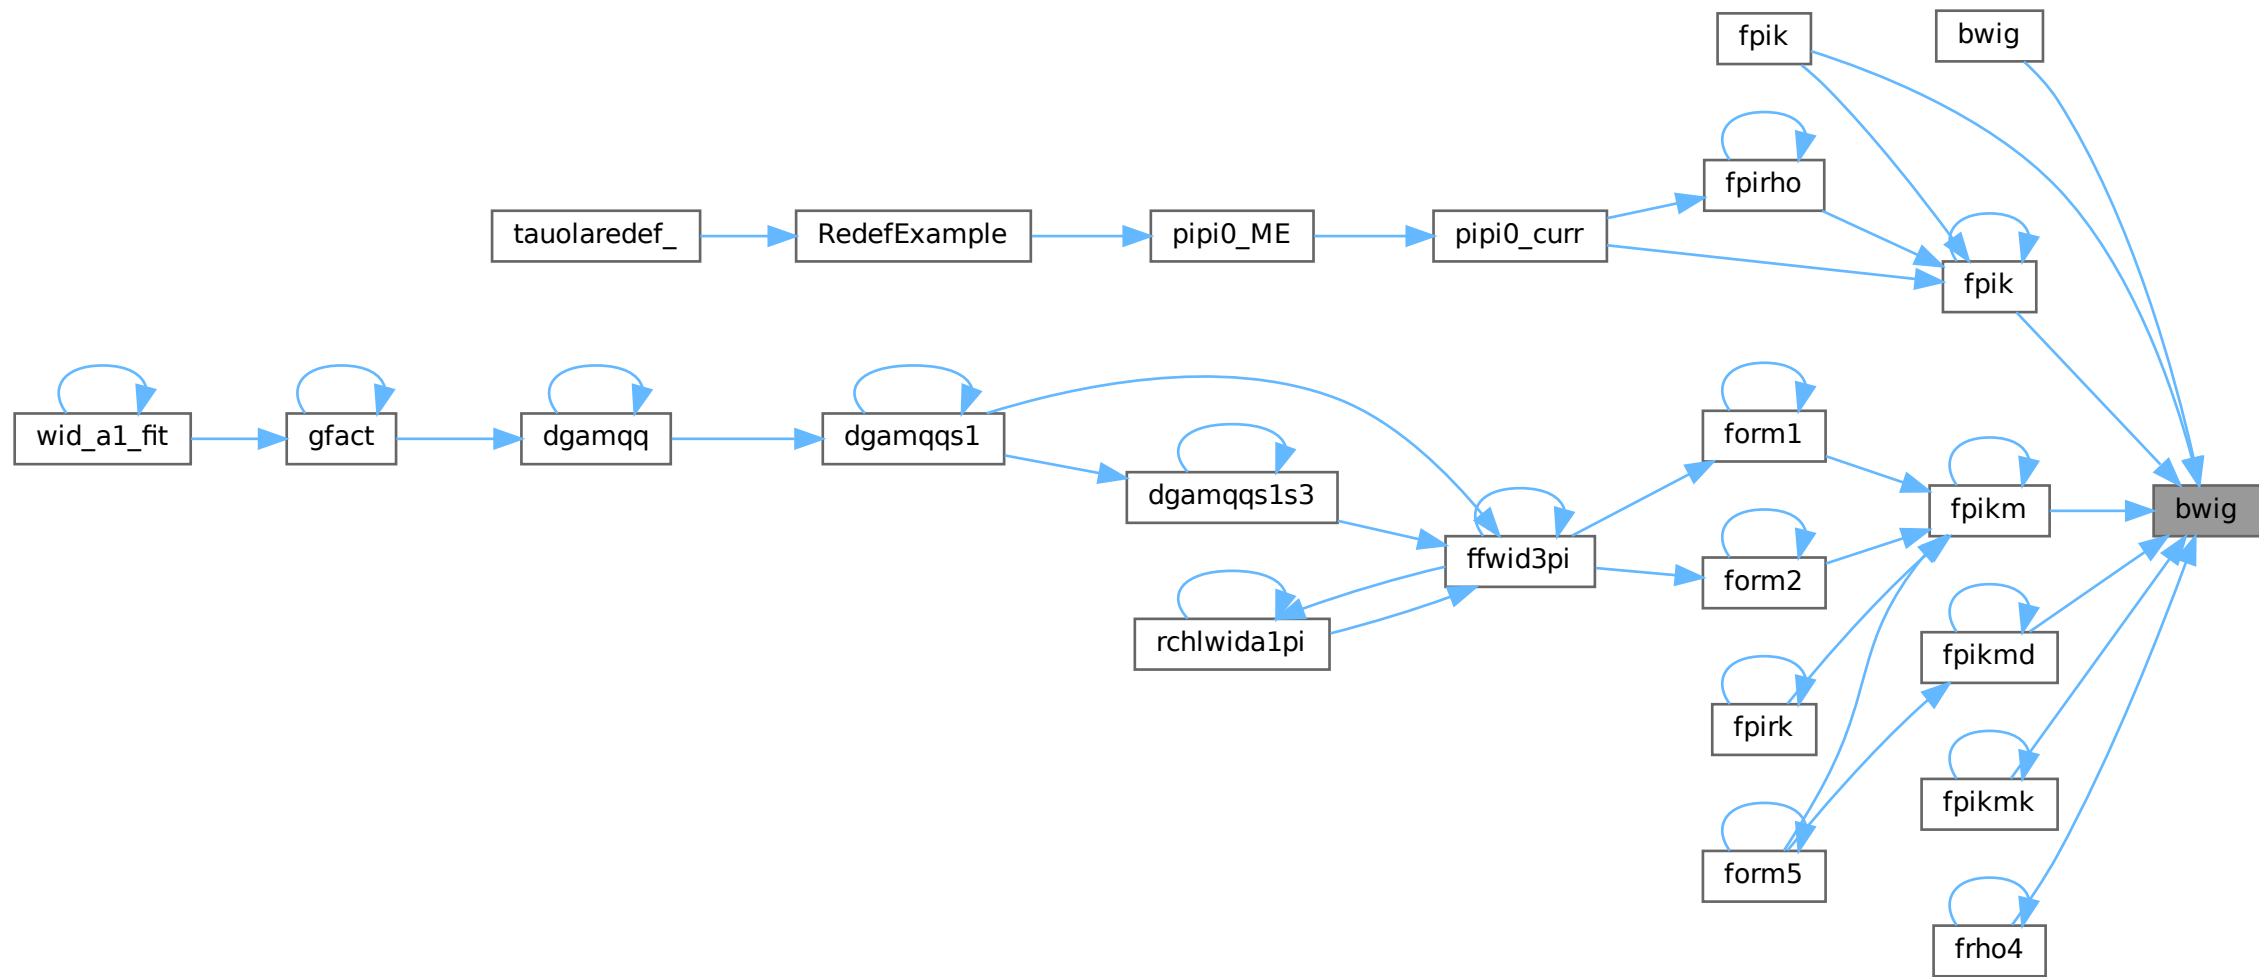 fpik
bwig
fpirho
tauolaredef_
RedefExample
pipi0_ME
pipi0_curr
fpik
wid_a1_fit
gfact
dgamqq
dgamqqs1
form1
dgamqqs1s3
fpikm
bwig
ffwid3pi
form2
rchlwida1pi
fpikmd
fpirk
fpikmk
form5
frho4